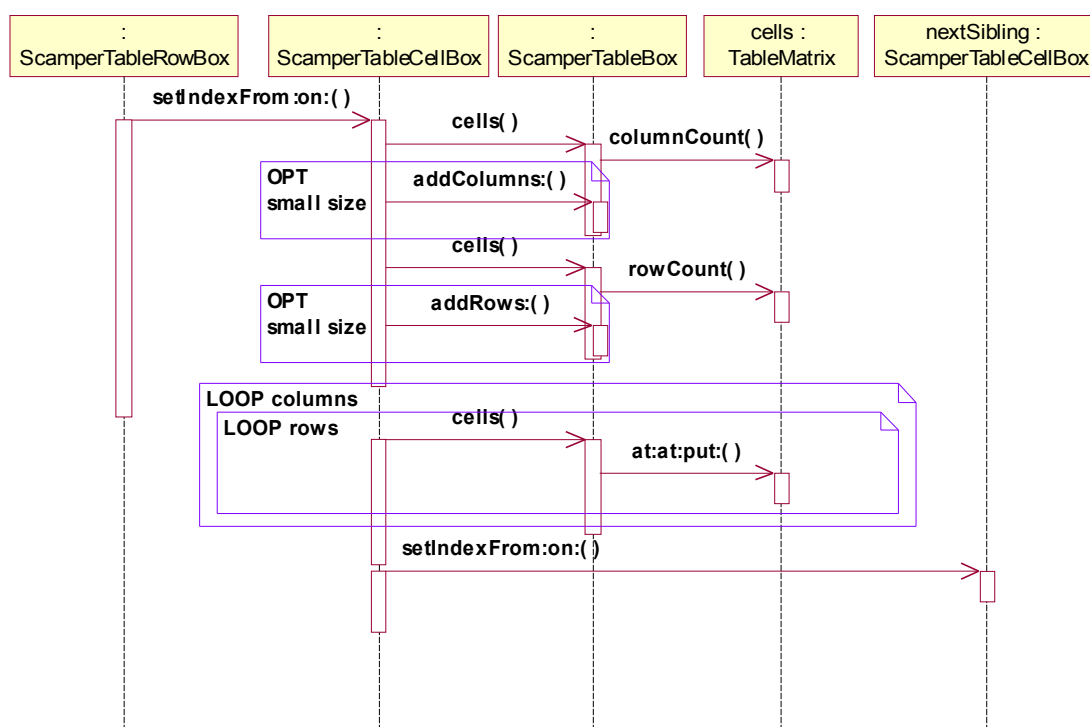 :
ScamperTableRowBox
:
ScamperTableCellBox
:
ScamperTableBox
cells :
TableMatrix
nextSibling :
ScamperTableCellBox
setIndexFrom:on:( )
cells( )
columnCount( )
OPT
small size
addColumns:( )
cells( )
rowCount( )
OPT
small size
addRows:( )
LOOP columns
LOOP rows
cells( )
at:at:put:( )
setIndexFrom:on:( )